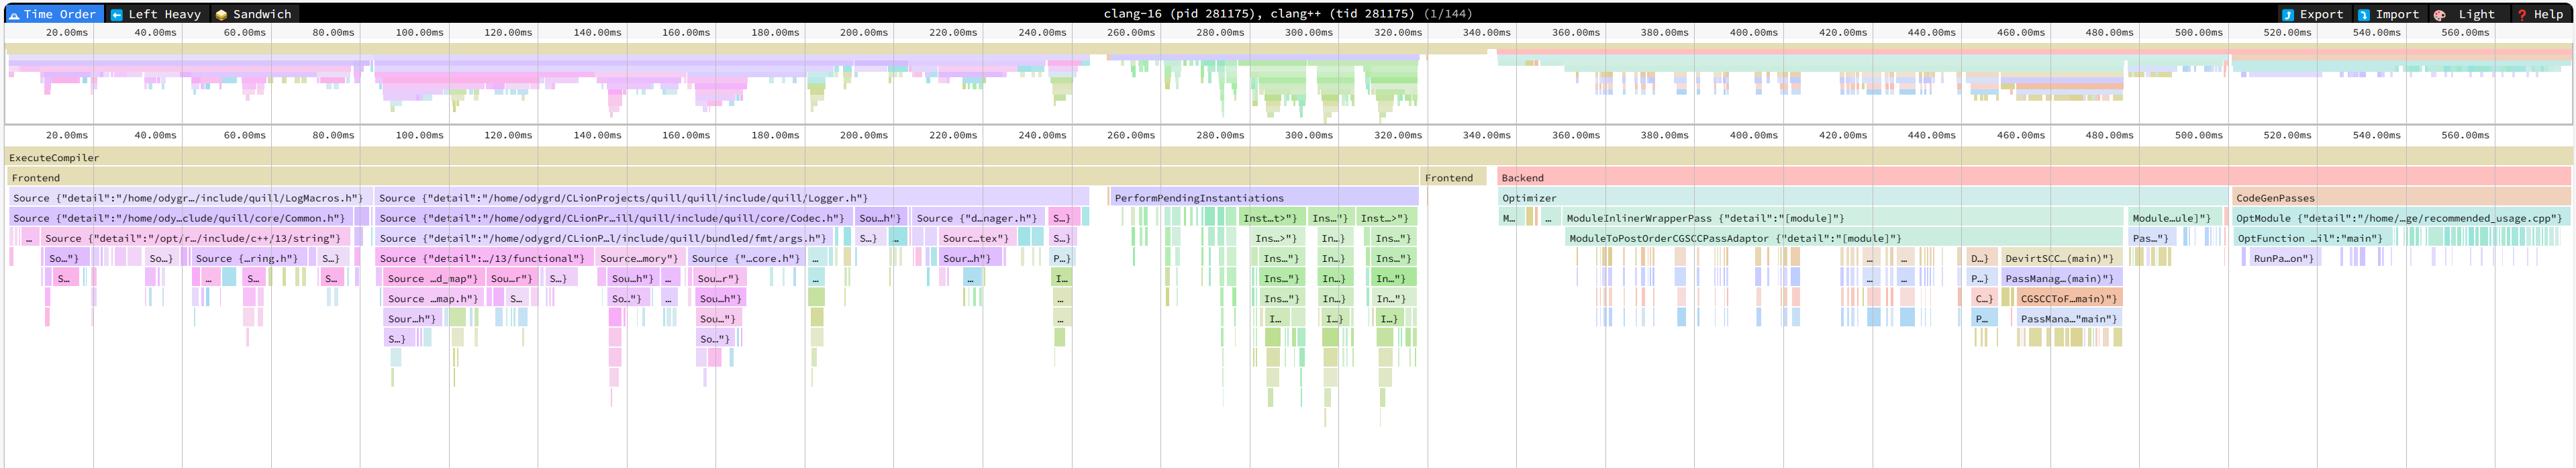 Time Order Left Heavy Sandwich clang-16 (pid 281175), clang++ (tid 281175) (1/144) Export Import Light Help
20.00ms 40.00ms 60.00ms 80.00ms 100.00ms 120.00ms 140.00ms 160.00ms 180.00ms 200.00ms 220.00ms 240.00ms 260.00ms 280.00ms 300.00ms 320.00ms 340.00ms 360.00ms 380.00ms 400.00ms 420.00ms 440.00ms 460.00ms 480.00ms 500.00ms 520.00ms 540.00ms 560.00ms
20.00ms 40.00ms 60.00ms 80.00ms 100.00ms 120.00ms 140.00ms 160.00ms 180.00ms 200.00ms 220.00ms 240.00ms 260.00ms 280.00ms 300.00ms 320.00ms 340.00ms 360.00ms 380.00ms 400.00ms 420.00ms 440.00ms 460.00ms 480.00ms 500.00ms 520.00ms 540.00ms 560.00ms
ExecuteCompiler
Frontend Frontend Backend
Source {"detail":"/home/odygr…/include/quill/LogMacros.h"} Source {"detail":"/home/odygrd/CLionProjects/quill/quill/include/quill/Logger.h"} PerformPendingInstantiations Optimizer CodeGenPasses
Source {"detail":"/home/ody…clude/quill/core/Common.h"} Source {"detail":"/home/odygrd/CLionPr…ill/quill/include/quill/core/Codec.h"} Sou…h"} Source {"d…nager.h"} S…} Inst…t>"} Ins…"} Inst…>"} M… … ModuleInlinerWrapperPass {"detail":"[module]"} Module…ule]"} OptModule {"detail":"/home/…ge/recommended_usage.cpp"}
… Source {"detail":"/opt/r…/include/c++/13/string"} Source {"detail":"/home/odygrd/CLionP…l/include/quill/bundled/fmt/args.h"} S…} … Sourc…tex"} S…} Ins…>"} In…} Ins…"} ModuleToPostOrderCGSCCPassAdaptor {"detail":"[module]"} Pas…"} OptFunction …il":"main"}
So…"} So…} Source {…ring.h"} S…} Source {"detail":…/13/functional"} Source…mory"} Source {"…core.h"} … Sour…h"} P…} Ins…"} In…} Ins…"} … … D…} DevirtSCC…(main)"} RunPa…on"}
S… … S… S… Source …d_map"} Sou…r"} S…} Sou…h"} … Sou…r"} … … I… Ins…"} In…} In…"} … … P…} PassManag…(main)"}
Source …map.h"} S… So…"} … Sou…h"} … Ins…"} In…} In…"} C…} CGSCCToF…main)"}
Sour…h"} Sou…"} … I… I…} I…} P… PassMana…"main"}
S…} So…"}